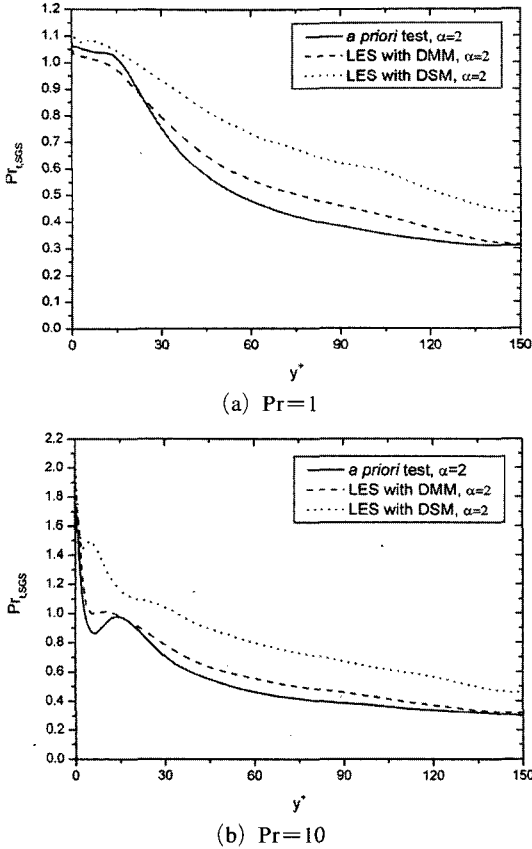 1.2
1.1
1.0
0.9
0.8
0.7
0.6
0.5
0.4
0.3
0.2
0.1
0.0
Pr_t,SGS
a priori test, α=2
LES with DMM, α=2
LES with DSM, α=2
0 30 60 90 120 150
y+
(a) Pr=1
2.2
2.0
1.8
1.6
1.4
1.2
1.0
0.8
0.6
0.4
0.2
0.0
Pr_t,SGS
a priori test, α=2
LES with DMM, α=2
LES with DSM, α=2
0 30 60 90 120 150
y+
(b) Pr=10